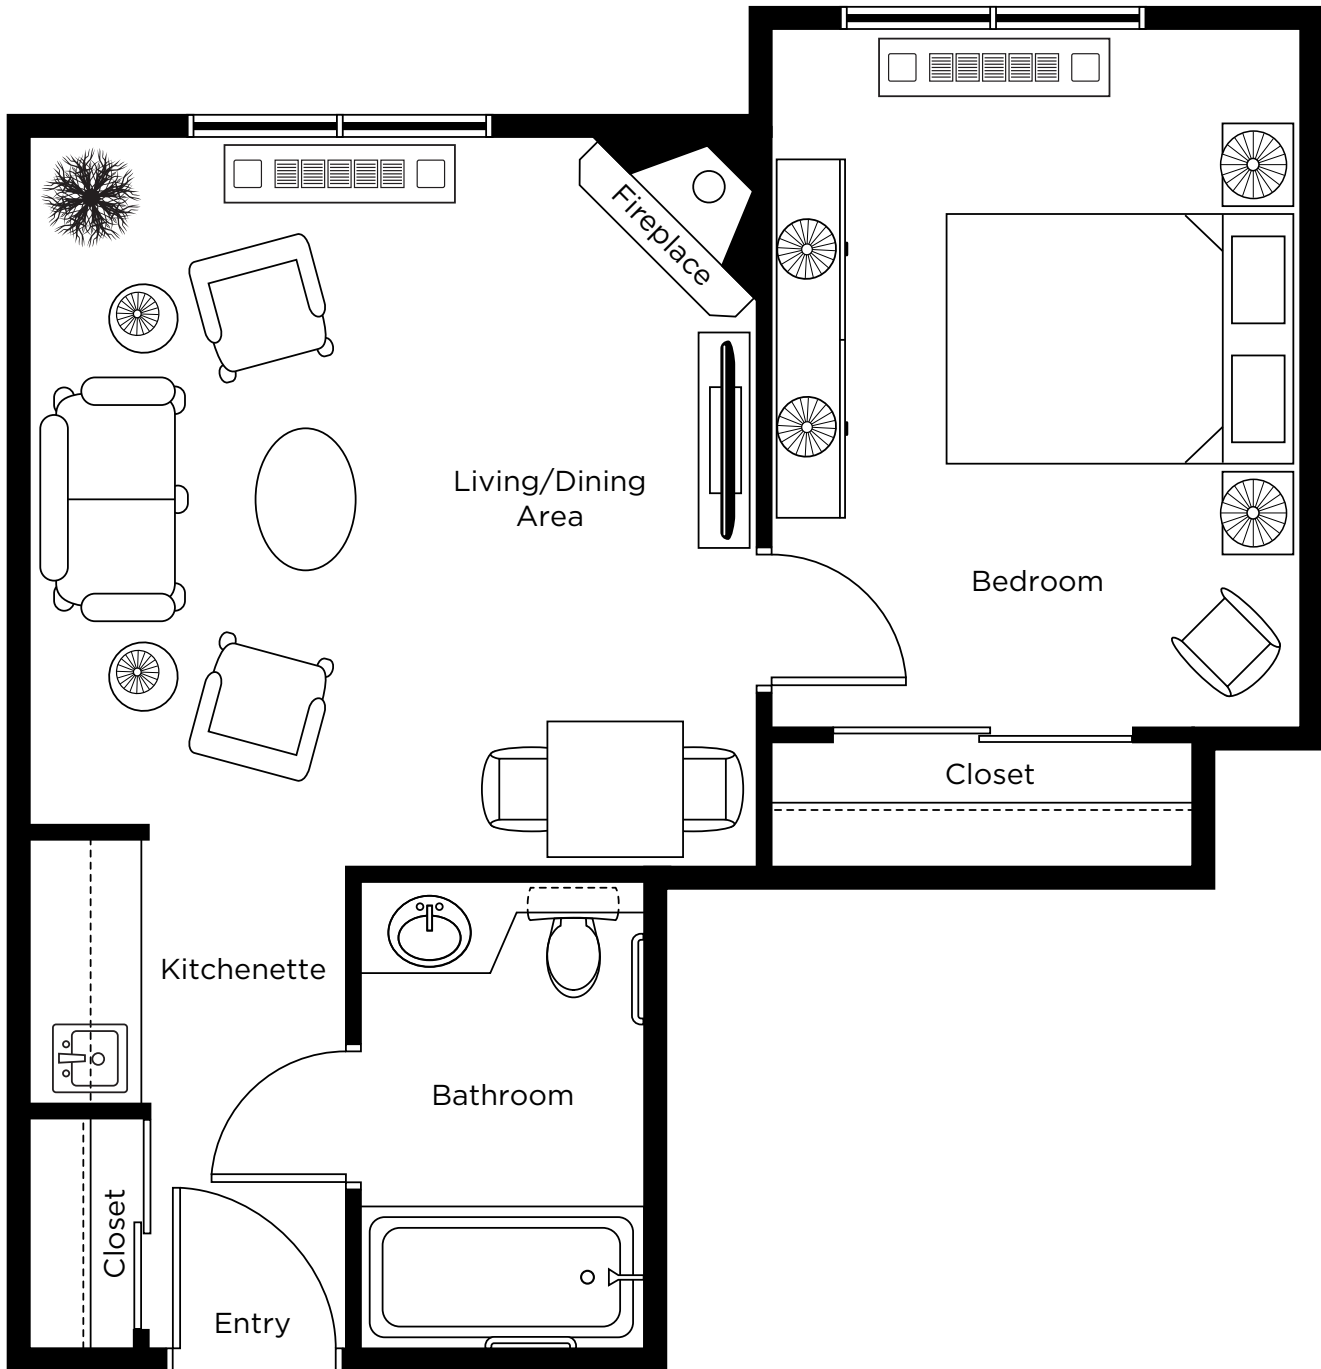 Fireplace
Living/Dining
Area
Bedroom
Closet
Kitchenette
Bathroom
Closet
Entry